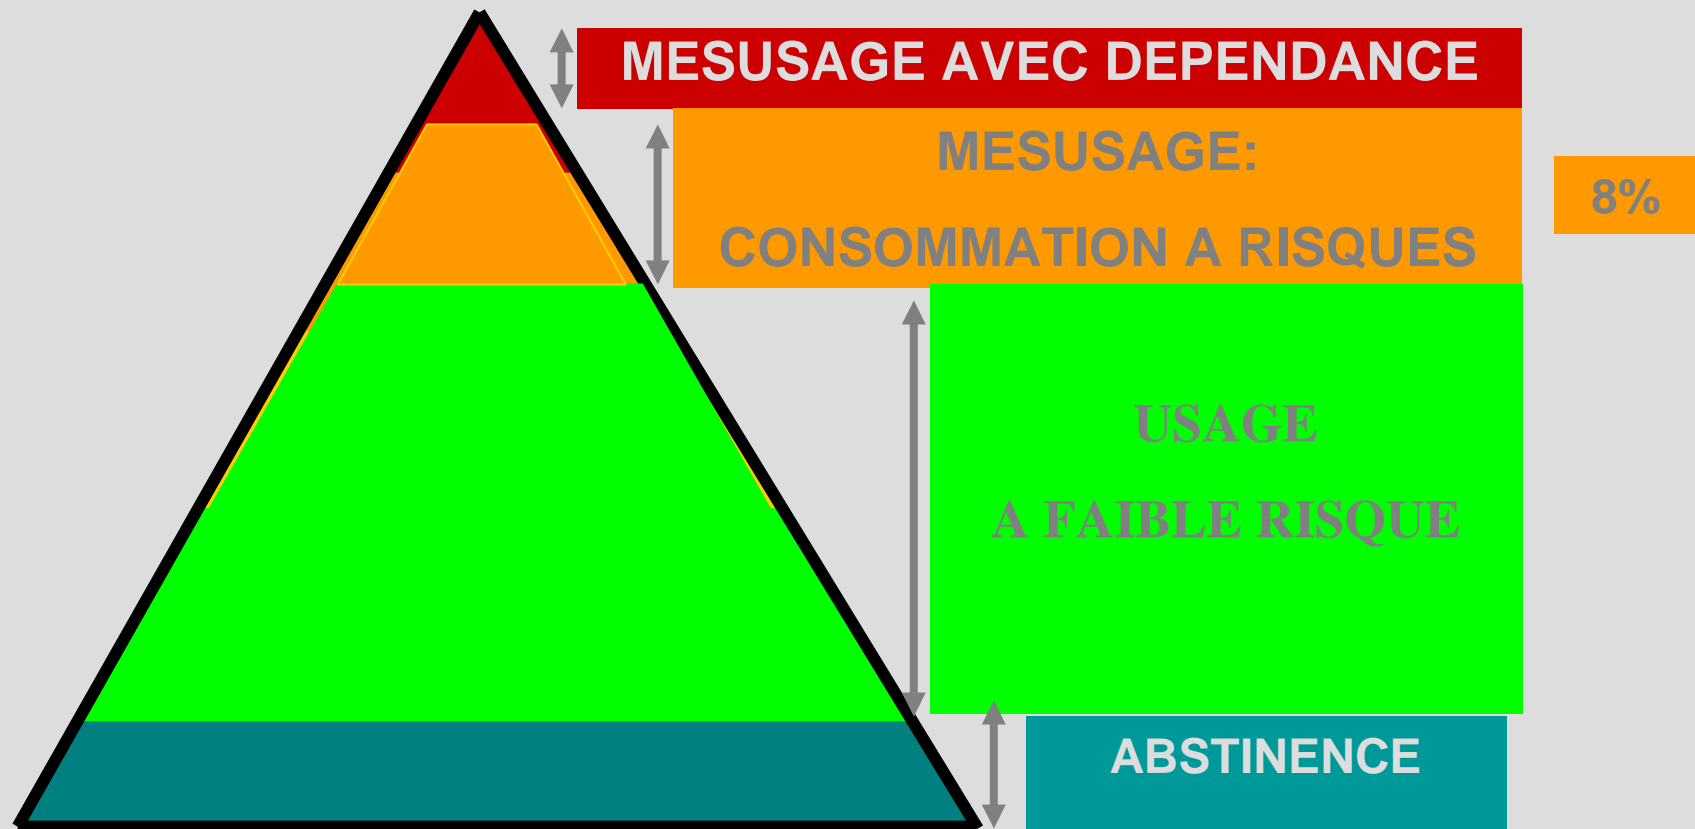 MESUSAGE AVEC DEPENDANCE
MESUSAGE:
CONSOMMATION A RISQUES
8%
USAGE
A FAIBLE RISQUE
ABSTINENCE